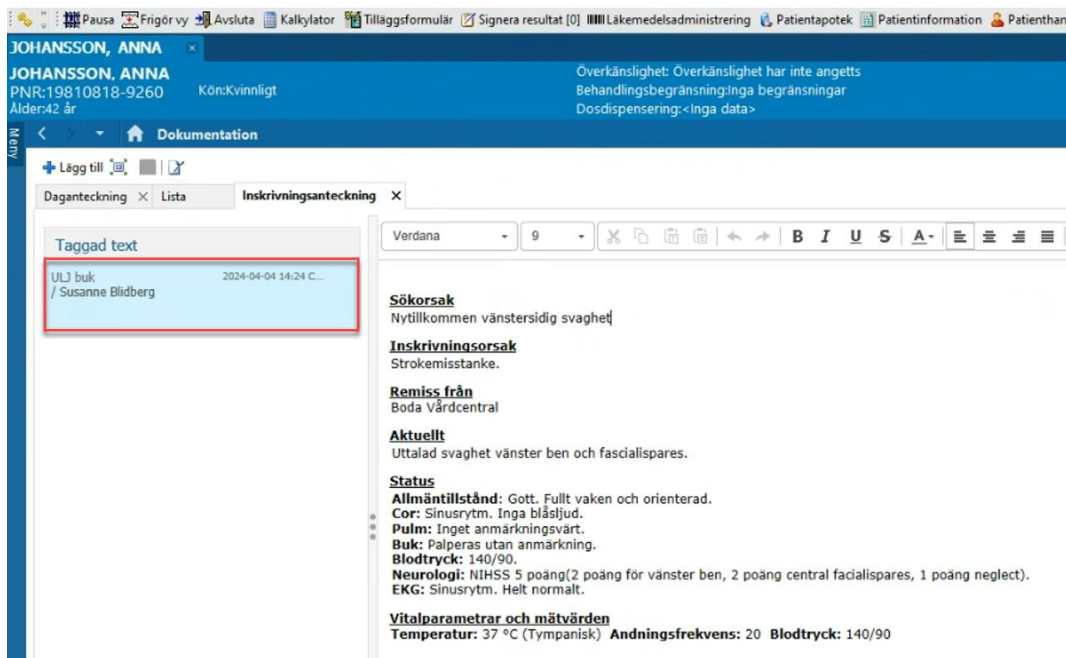 Pausa Frigör vy Avsluta Kalkylator Tilläggsformulär Signera resultat [0] Läkemedelsadministrering Patientapotek Patientinformation Patienthan
JOHANSSON, ANNA
JOHANSSON, ANNA
PNR:19810818-9260 Kön:Kvinnligt
Ålder:42 år
Överkänslighet: Överkänslighet har inte angetts
Behandlingsbegränsning:Inga begränsningar
Dosdispensering:<Inga data>
Meny
Dokumentation
Lägg till
Daganteckning Lista Inskrivningsanteckning
Taggad text
ULJ buk 2024-04-04 14:24 C...
/ Susanne Blidberg
Verdana 9 B I U S A
Sökorsak
Nytillkommen vänstersidig svaghet
Inskrivningsorsak
Strokemisstanke.
Remiss från
Boda Vårdcentral
Aktuellt
Uttalad svaghet vänster ben och fascialispares.
Status
Allmäntillstånd: Gott. Fullt vaken och orienterad.
Cor: Sinusrytm. Inga blåsljud.
Pulm: Inget anmärkningsvärt.
Buk: Palperas utan anmärkning.
Blodtryck: 140/90.
Neurologi: NIHSS 5 poäng(2 poäng för vänster ben, 2 poäng central facialispares, 1 poäng neglect).
EKG: Sinusrytm. Helt normalt.
Vitalparametrar och mätvärden
Temperatur: 37 °C (Tympanisk) Andningsfrekvens: 20 Blodtryck: 140/90